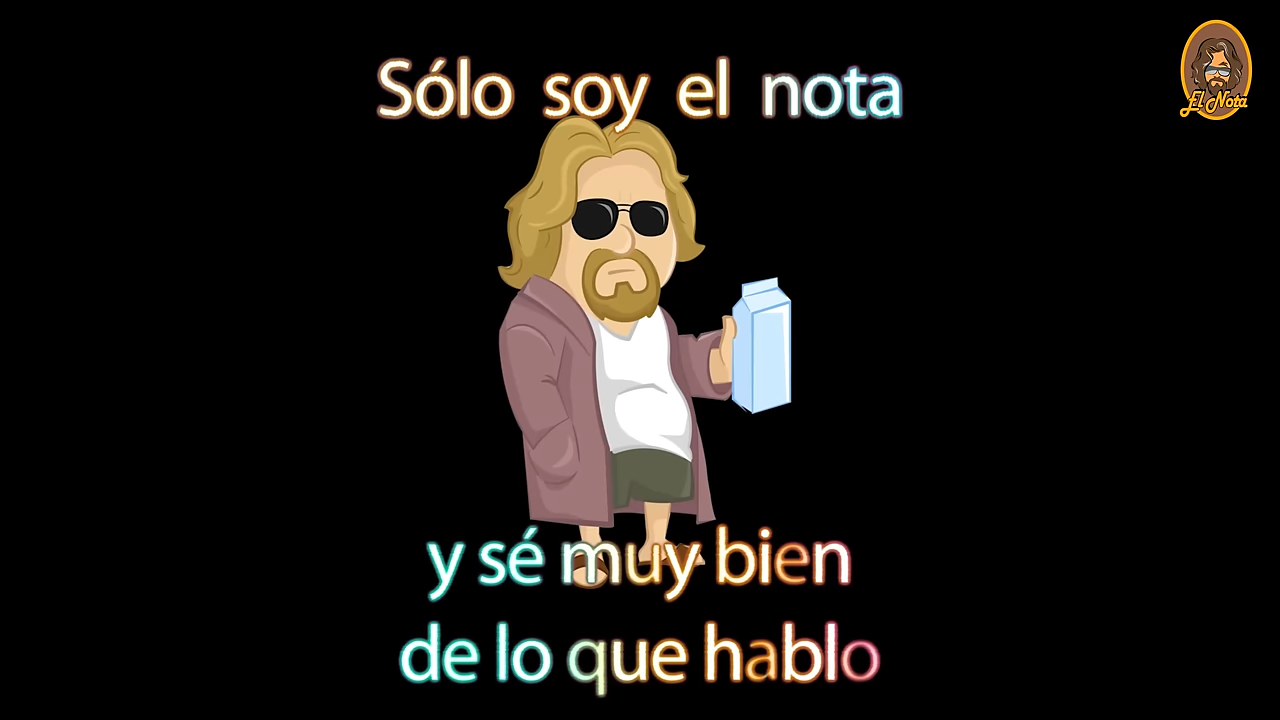 Sólo soy el nota
El Nota
y sé muy bien
de lo que hablo